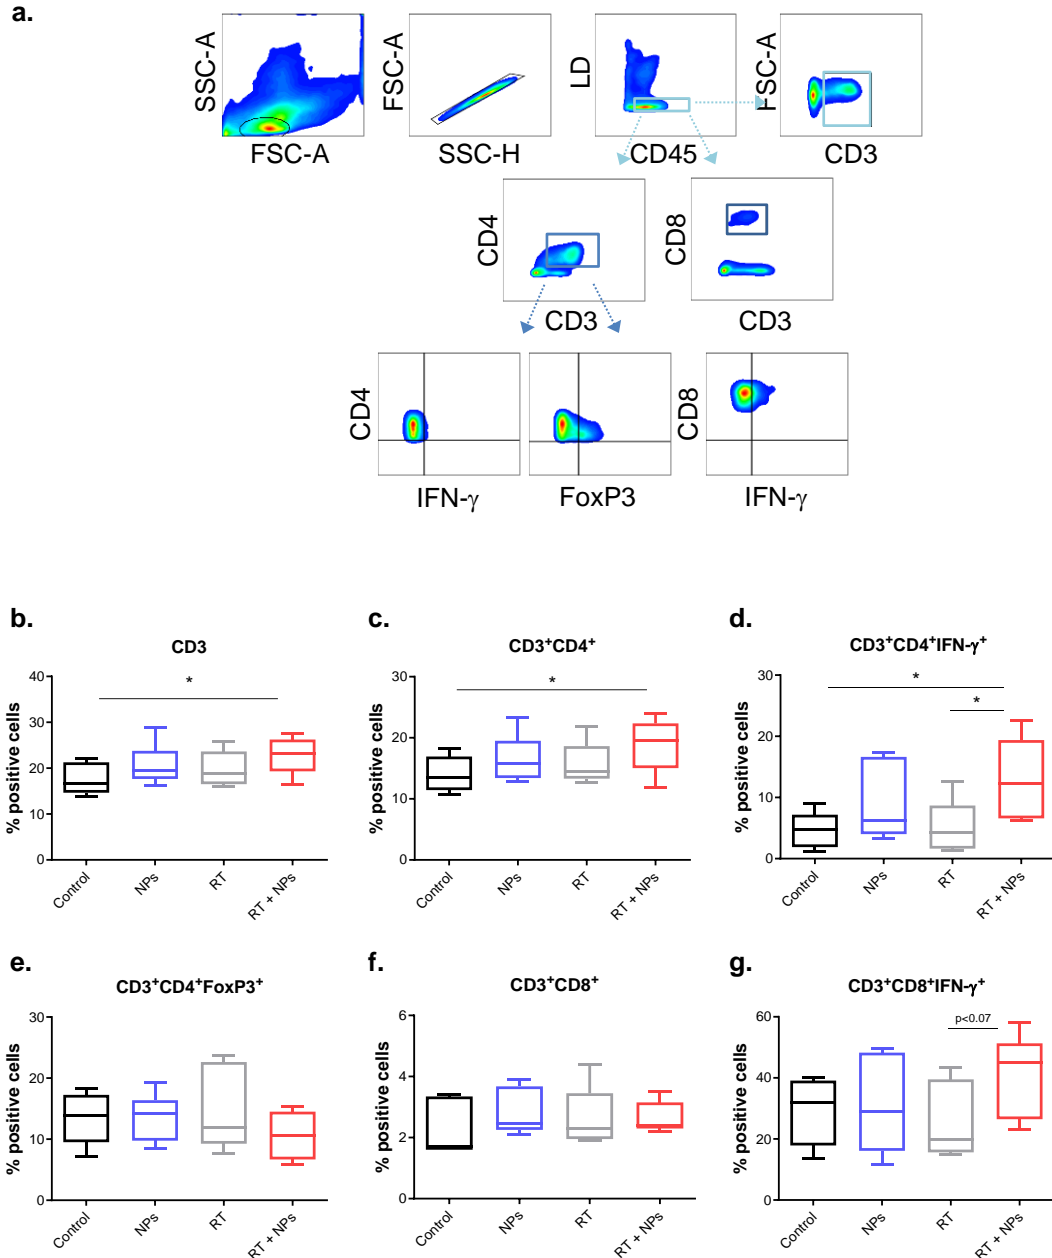 a.
SSC-A
FSC-A
FSC-A
SSC-H
LD
CD45
FSC-A
CD3
CD4
CD3
CD8
CD3
CD4
IFN-γ
FoxP3
CD8
IFN-γ
b.
CD3
% positive cells
40
30
20
10
0
*
Control
NPs
RT
RT + NPs
c.
CD3⁺CD4⁺
% positive cells
30
20
10
0
*
Control
NPs
RT
RT + NPs
d.
CD3⁺CD4⁺IFN-γ⁺
% positive cells
30
20
10
0
*
*
Control
NPs
RT
RT + NPs
e.
CD3⁺CD4⁺FoxP3⁺
% positive cells
30
20
10
0
Control
NPs
RT
RT + NPs
f.
CD3⁺CD8⁺
% positive cells
6
4
2
0
Control
NPs
RT
RT + NPs
g.
CD3⁺CD8⁺IFN-γ⁺
% positive cells
60
40
20
0
p<0.07
Control
NPs
RT
RT + NPs